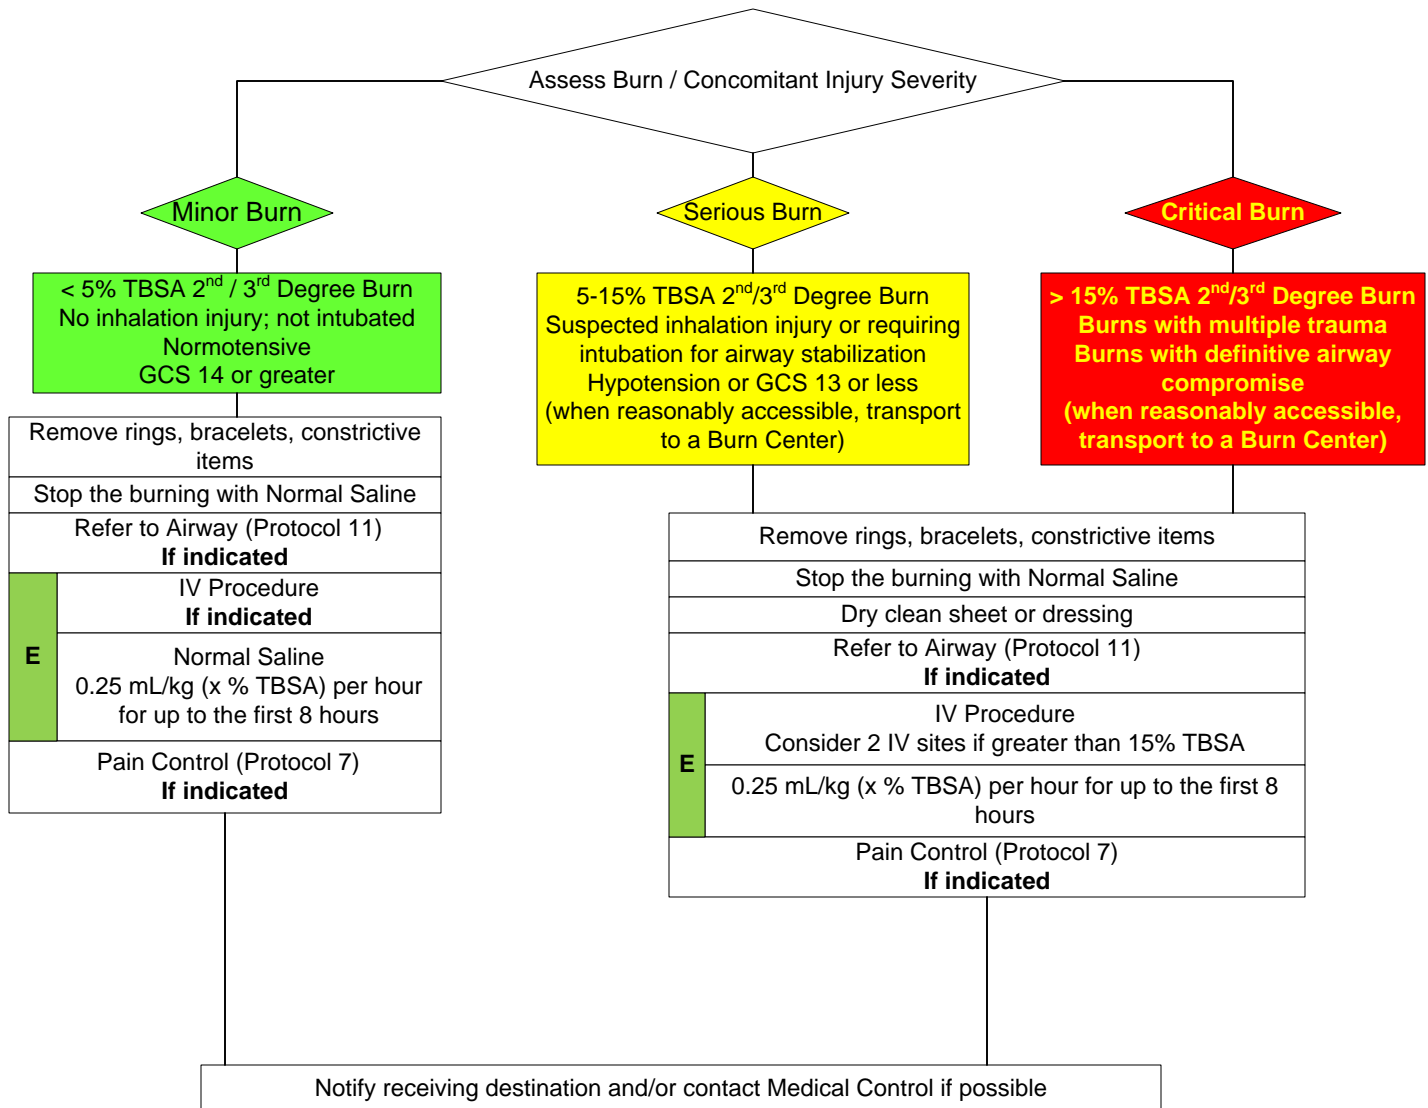 Assess Burn / Concomitant Injury Severity
Minor Burn
Serious Burn
Critical Burn
< 5% TBSA 2nd / 3rd Degree Burn
No inhalation injury; not intubated
Normotensive
GCS 14 or greater
5-15% TBSA 2nd/3rd Degree Burn
Suspected inhalation injury or requiring
intubation for airway stabilization
Hypotension or GCS 13 or less
(when reasonably accessible, transport
to a Burn Center)
> 15% TBSA 2nd/3rd Degree Burn
Burns with multiple trauma
Burns with definitive airway
compromise
(when reasonably accessible,
transport to a Burn Center)
Remove rings, bracelets, constrictive
items
Stop the burning with Normal Saline
Refer to Airway (Protocol 11)
If indicated
E
IV Procedure
If indicated
Normal Saline
0.25 mL/kg (x % TBSA) per hour
for up to the first 8 hours
Pain Control (Protocol 7)
If indicated
Remove rings, bracelets, constrictive items
Stop the burning with Normal Saline
Dry clean sheet or dressing
Refer to Airway (Protocol 11)
If indicated
E
IV Procedure
Consider 2 IV sites if greater than 15% TBSA
0.25 mL/kg (x % TBSA) per hour for up to the first 8
hours
Pain Control (Protocol 7)
If indicated
Notify receiving destination and/or contact Medical Control if possible